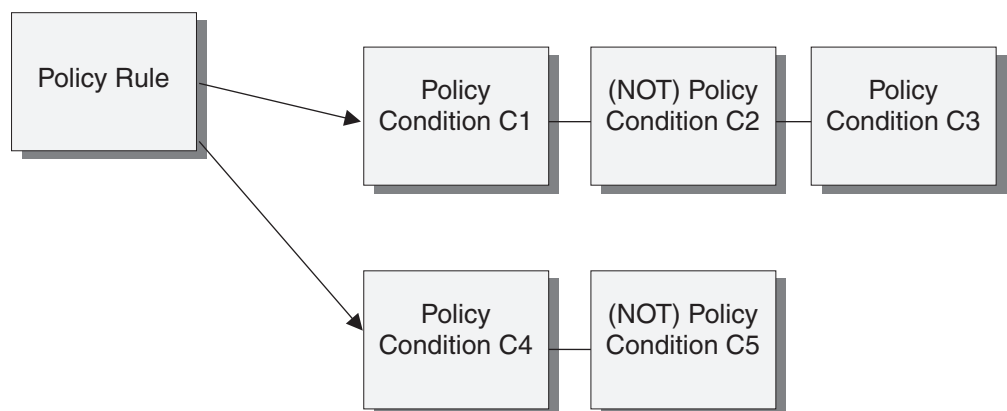 Policy Rule
Policy
Condition C1
(NOT) Policy
Condition C2
Policy
Condition C3
Policy
Condition C4
(NOT) Policy
Condition C5